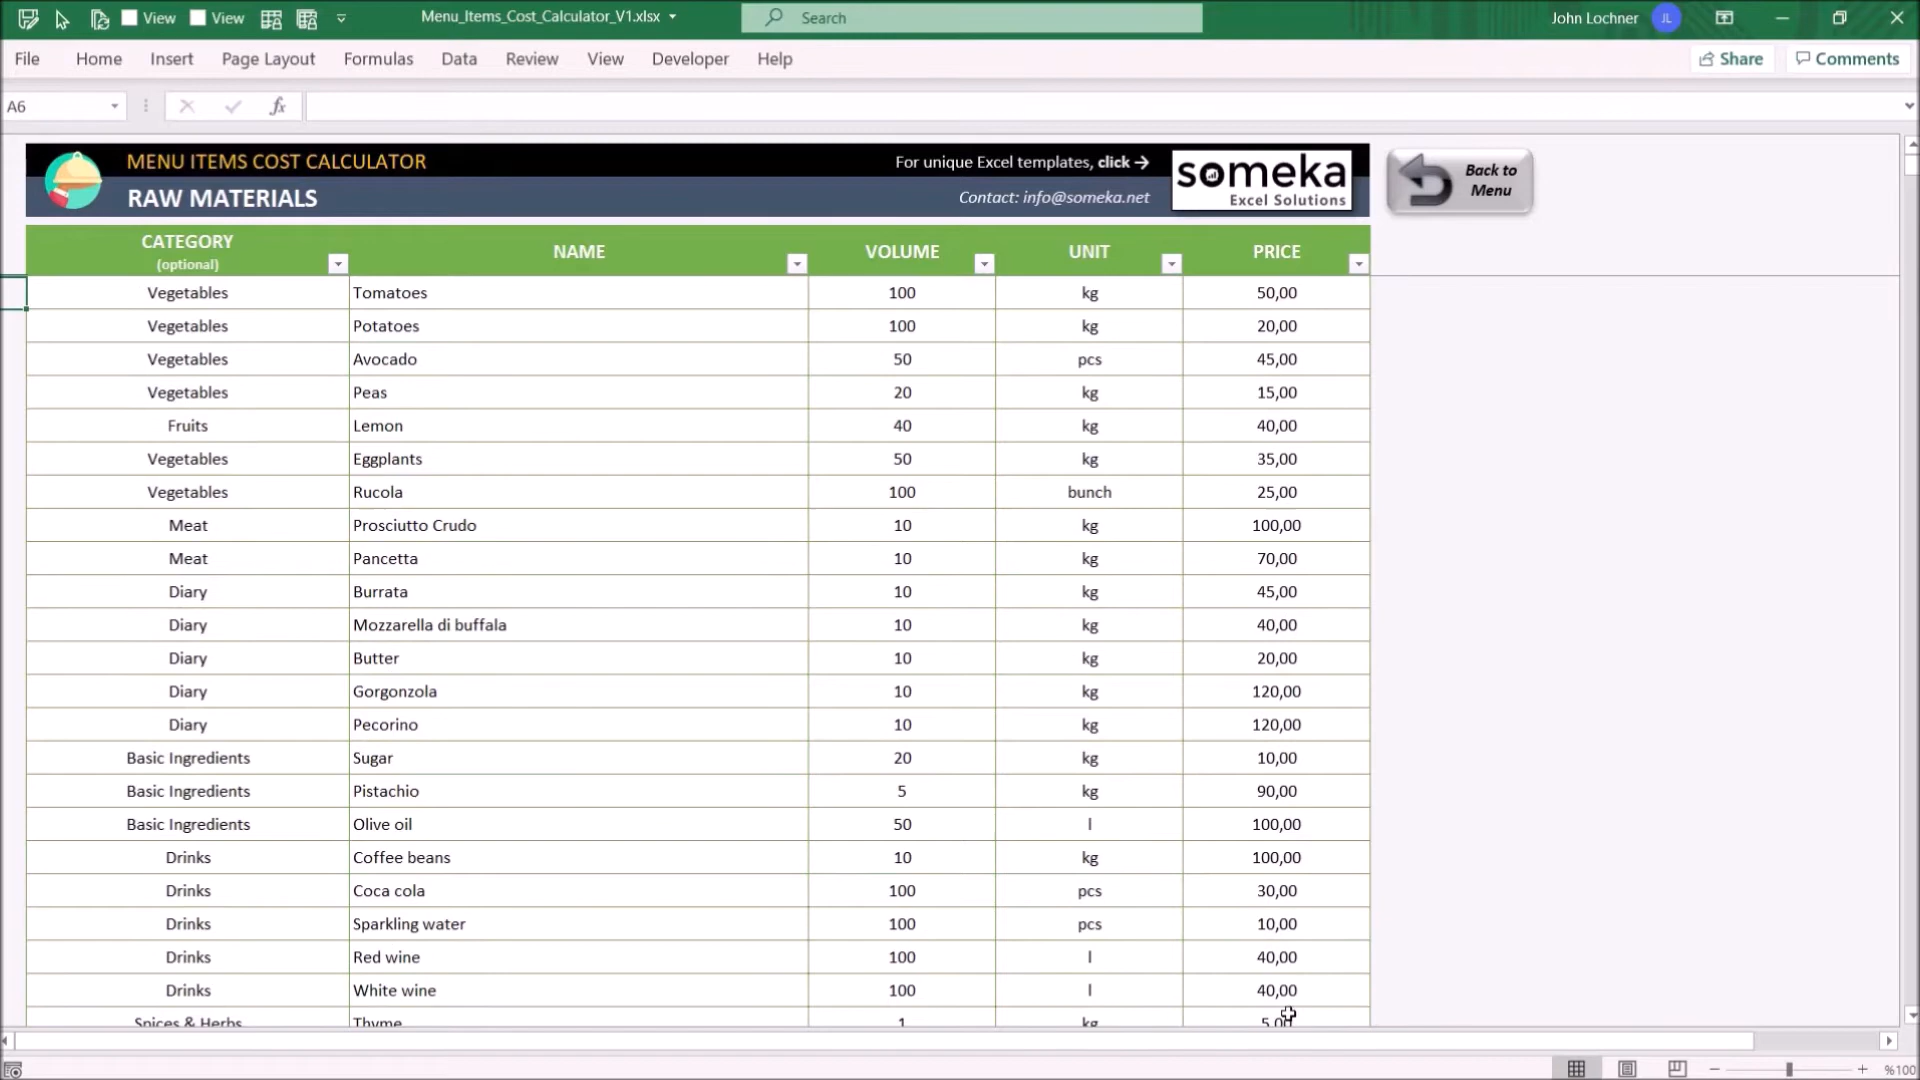 View View Menu_Items_Cost_Calculator_V1.xlsx Search John Lochner JL
File Home Insert Page Layout Formulas Data Review View Developer Help Share Comments
A6 fx
MENU ITEMS COST CALCULATOR For unique Excel templates, click → someka Back to
RAW MATERIALS Contact: info@someka.net Excel Solutions Menu
CATEGORY NAME VOLUME UNIT PRICE
(optional)
Vegetables Tomatoes 100 kg 50,00
Vegetables Potatoes 100 kg 20,00
Vegetables Avocado 50 pcs 45,00
Vegetables Peas 20 kg 15,00
Fruits Lemon 40 kg 40,00
Vegetables Eggplants 50 kg 35,00
Vegetables Rucola 100 bunch 25,00
Meat Prosciutto Crudo 10 kg 100,00
Meat Pancetta 10 kg 70,00
Diary Burrata 10 kg 45,00
Diary Mozzarella di buffala 10 kg 40,00
Diary Butter 10 kg 20,00
Diary Gorgonzola 10 kg 120,00
Diary Pecorino 10 kg 120,00
Basic Ingredients Sugar 20 kg 10,00
Basic Ingredients Pistachio 5 kg 90,00
Basic Ingredients Olive oil 50 l 100,00
Drinks Coffee beans 10 kg 100,00
Drinks Coca cola 100 pcs 30,00
Drinks Sparkling water 100 pcs 10,00
Drinks Red wine 100 l 40,00
Drinks White wine 100 l 40,00
Spices & Herbs Thyme 1 kg 5,00
%100